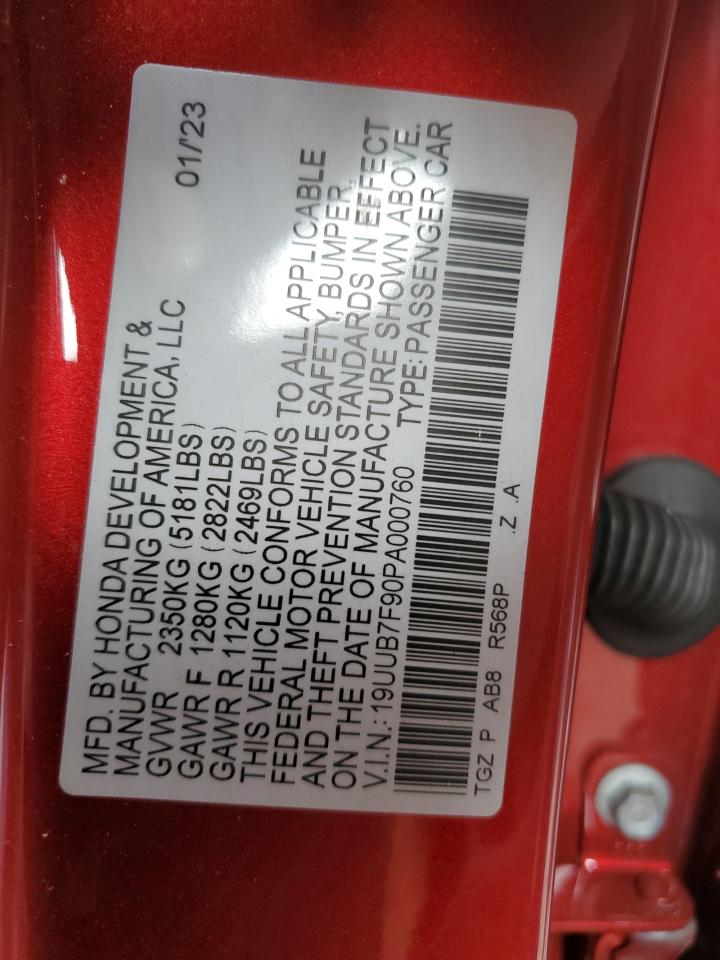 MFD. BY HONDA DEVELOPMENT &
MANUFACTURING OF AMERICA, LLC 01/'23
GVWR 2350KG (5181LBS)
GAWR F 1280KG (2822LBS)
GAWR R 1120KG (2469LBS)
THIS VEHICLE CONFORMS TO ALL APPLICABLE
FEDERAL MOTOR VEHICLE SAFETY, BUMPER,
AND THEFT PREVENTION STANDARDS IN EFFECT
ON THE DATE OF MANUFACTURE SHOWN ABOVE.
V.I.N.: 19UUB7F90PA000760 TYPE: PASSENGER CAR
TGZ P AB8 R568P .Z .A